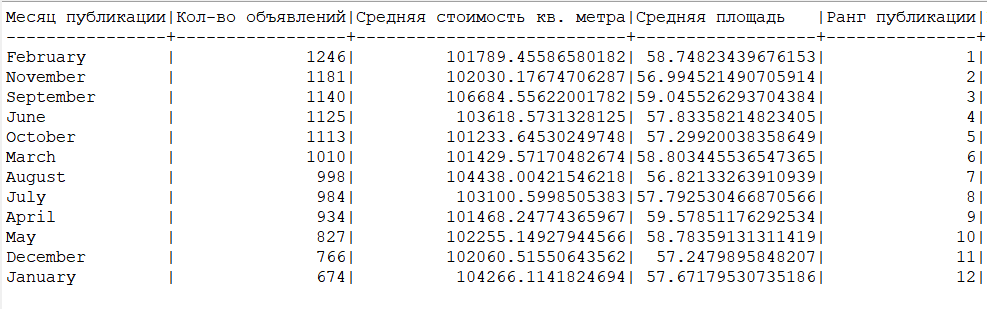 Месяц публикации|Кол-во объявлений|Средняя стоимость кв. метра|Средняя площадь   |Ранг публикации|
----------------+-----------------+---------------------------+------------------+---------------+
February        |             1246|         101789.45586580182| 58.74823439676153|              1|
November        |             1181|         102030.17674706287|56.994521490705914|              2|
September       |             1140|         106684.55622001782|59.045526293704384|              3|
June            |             1125|          103618.5731328125| 57.83358214823405|              4|
October         |             1113|         101233.64530249748| 57.29920038358649|              5|
March           |             1010|         101429.57170482674|58.803445536547365|              6|
August          |              998|         104438.00421546218| 56.82133263910939|              7|
July            |              984|          103100.5998505383|57.792530466870566|              8|
April           |              934|         101468.24774365967| 59.57851176292534|              9|
May             |              827|         102255.14927944566| 58.78359131311419|             10|
December        |              766|         102060.51550643562|  57.2479895848207|             11|
January         |              674|          104266.1141824694| 57.67179530735186|             12|